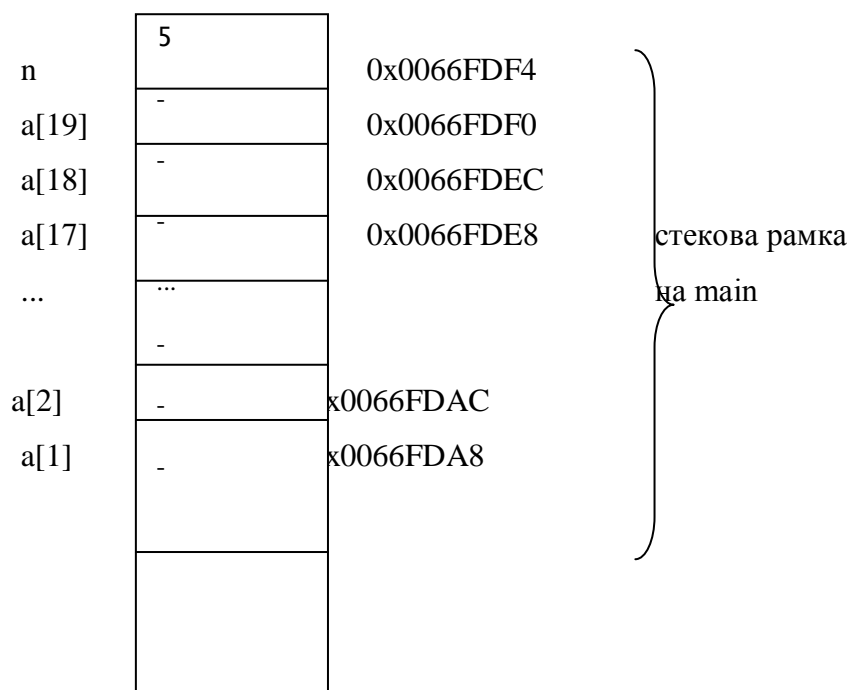 5
n 0x0066FDF4
a[19] - 0x0066FDF0
a[18] - 0x0066FDEC
a[17] - 0x0066FDE8 стекова рамка
... ... на main
-
a[2] - x0066FDAC
a[1] - x0066FDA8